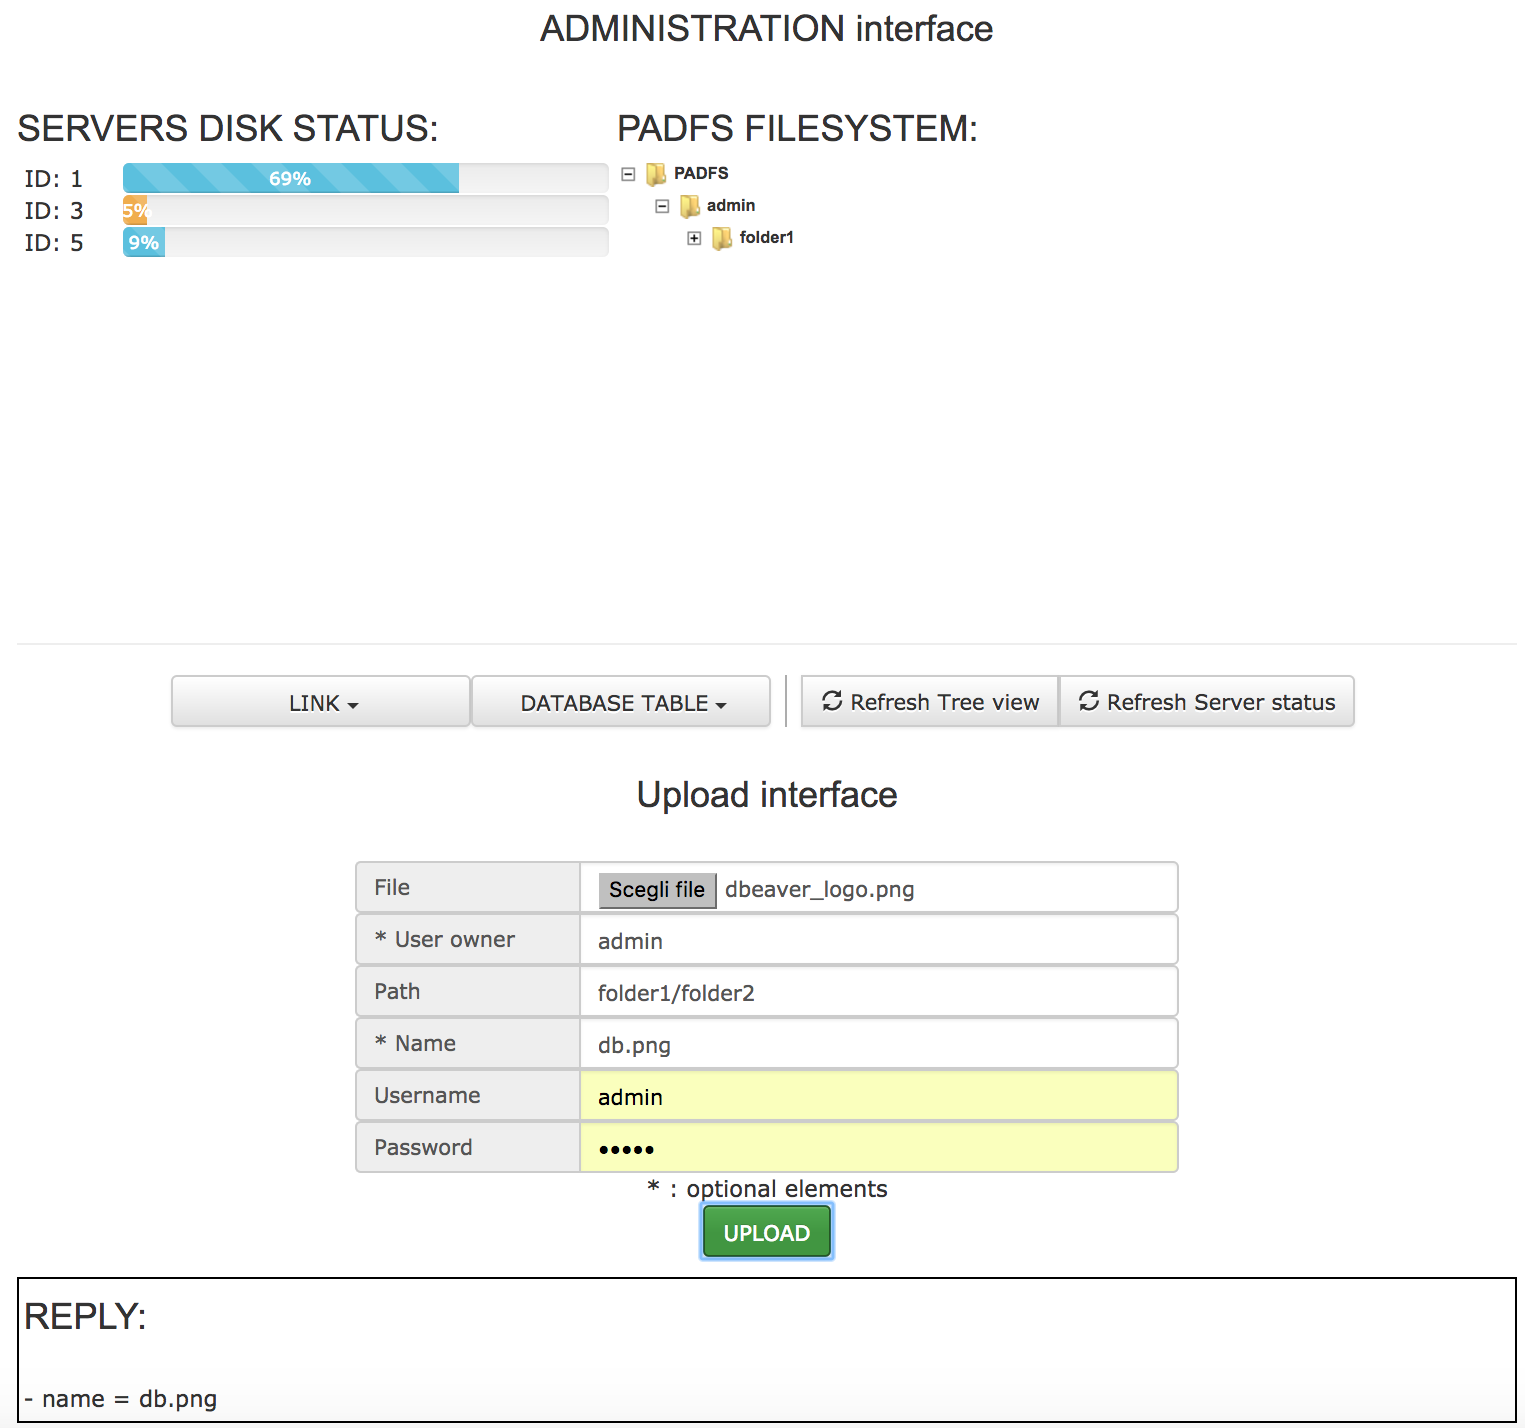 ADMINISTRATION interface
SERVERS DISK STATUS:
ID: 1 69%
ID: 3 5%
ID: 5 9%
PADFS FILESYSTEM:
PADFS
admin
folder1
LINK
DATABASE TABLE
Refresh Tree view
Refresh Server status
Upload interface
File Scegli file dbeaver_logo.png
* User owner admin
Path folder1/folder2
* Name db.png
Username admin
Password •••••
* : optional elements
UPLOAD
REPLY:
- name = db.png